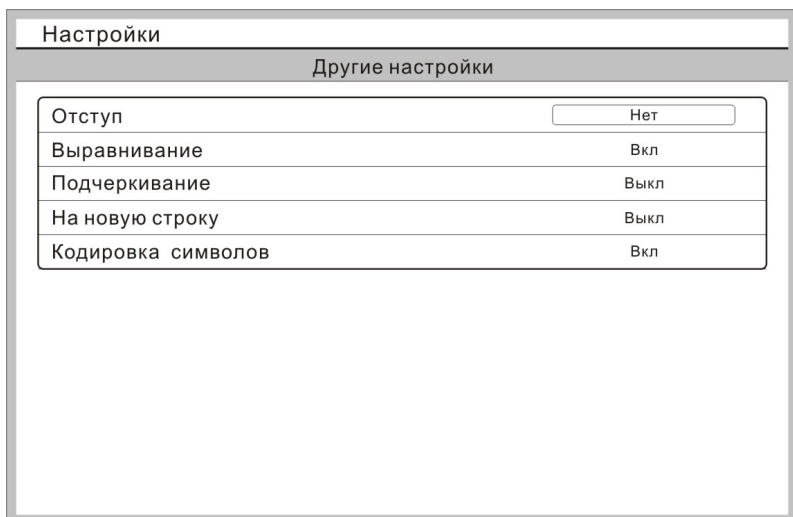 Настройки
Другие настройки
Отступ Нет
Выравнивание Вкл
Подчеркивание Выкл
На новую строку Выкл
Кодировка символов Вкл